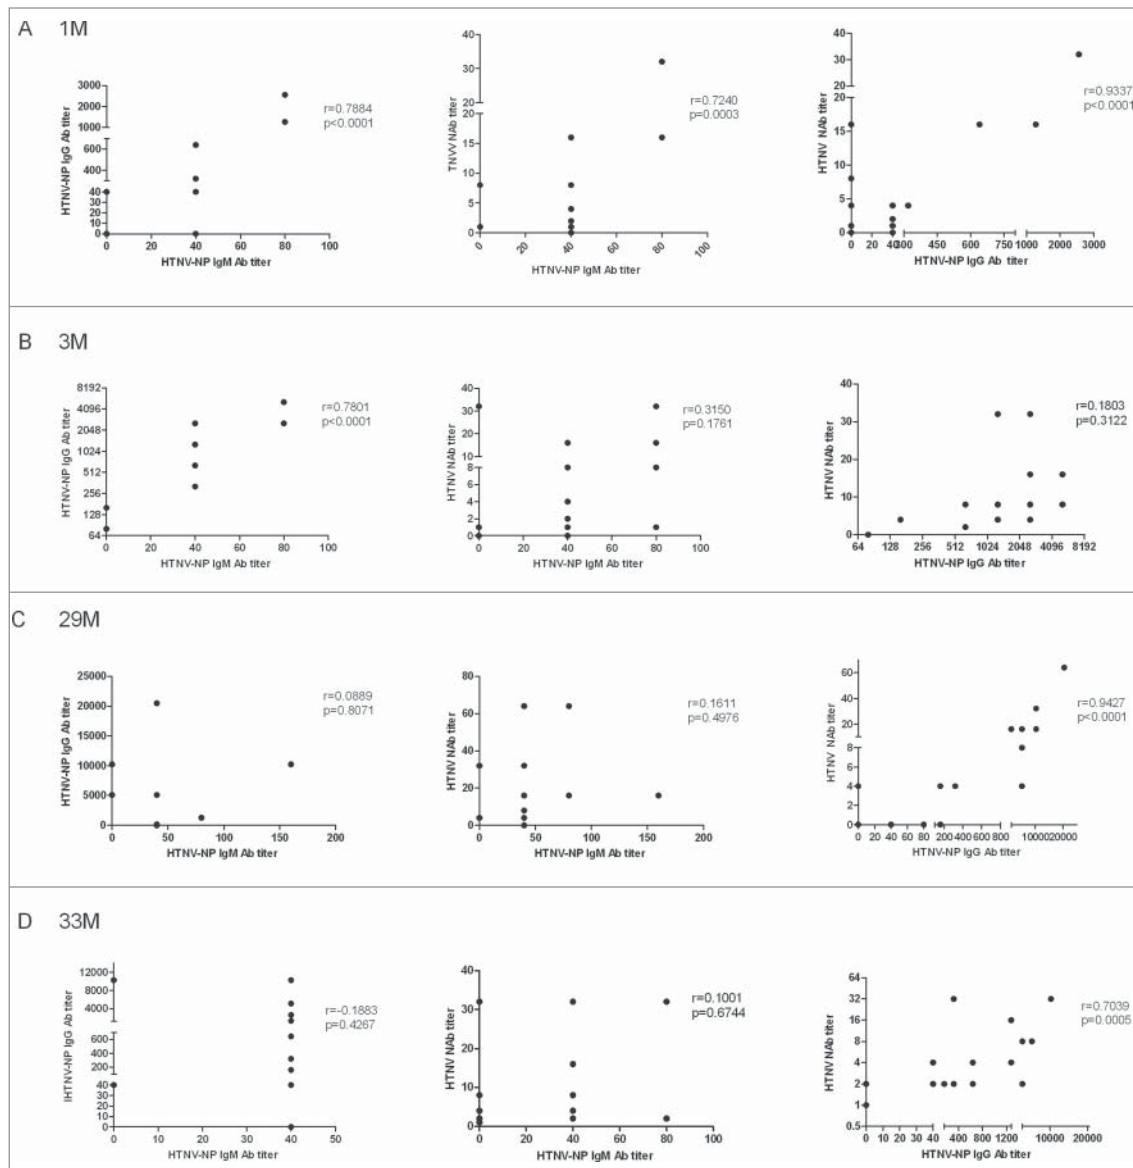 A 1M
HTNV-NP IgG Ab titer
3000
2000
1000
600
400
40
30
20
10
0
0 20 40 60 80 100
HTNV-NP IgM Ab titer
r=0.7884
p<0.0001
TNVV NAb titer
40
30
20
20
15
10
5
0
0 20 40 60 80 100
HTNV-NP IgM Ab titer
r=0.7240
p=0.0003
HTNV NAb titer
40
30
20
20
15
10
5
0
0 20 40 300 450 600 750 1000 2000 3000
HTNV-NP IgG Ab titer
r=0.9337
p<0.0001
B 3M
HTNV-NP IgG Ab titer
8192
4096
2048
1024
512
256
128
64
0 20 40 60 80 100
HTNV-NP IgM Ab titer
r=0.7801
p<0.0001
HTNV NAb titer
40
30
20
10
8
6
4
2
0
0 20 40 60 80 100
HTNV-NP IgM Ab titer
r=0.3150
p=0.1761
HTNV NAb titer
40
30
20
10
0
64 128 256 512 1024 2048 4096 8192
HTNV-NP IgG Ab titer
r=0.1803
p=0.3122
C 29M
HTNV-NP IgG Ab titer
25000
20000
15000
10000
5000
0
0 50 100 150 200
HTNV-NP IgM Ab titer
r=0.0889
p=0.8071
HTNV NAb titer
80
60
40
20
0
0 50 100 150 200
HTNV-NP IgM Ab titer
r=0.1611
p=0.4976
HTNV NAb titer
60
40
20
8
6
4
2
0
0 20 40 60 80 200 400 600 800 10000 20000
HTNV-NP IgG Ab titer
r=0.9427
p<0.0001
D 33M
IHTNV-NP IgG Ab titer
12000
8000
4000
600
400
200
40
30
20
10
0
0 10 20 30 40 50
HTNV-NP IgM Ab titer
r=-0.1883
p=0.4267
HTNV NAb titer
40
30
20
10
0
0 20 40 60 80 100
HTNV-NP IgM Ab titer
r=0.1001
p=0.6744
HTNV NAb titer
64
32
16
8
4
2
1
0.5
0 10 20 30 40 400 800 1200 10000 20000
HTNV-NP IgG Ab titer
r=0.7039
p=0.0005